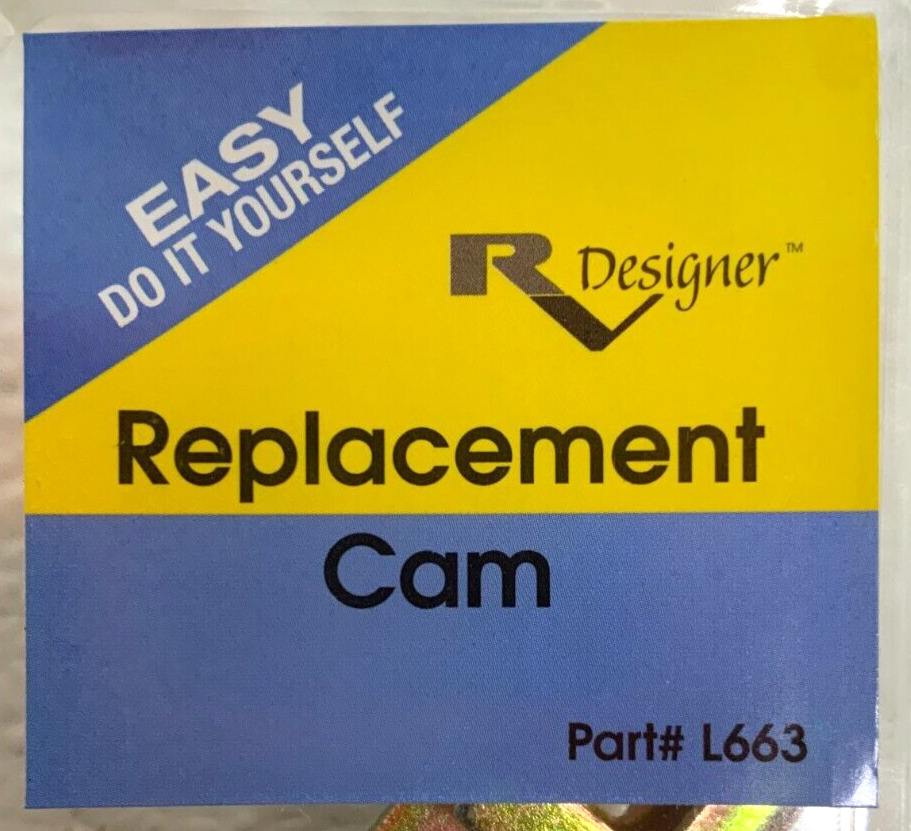 EASY
DO IT YOURSELF
RV Designer™
Replacement
Cam
Part# L663